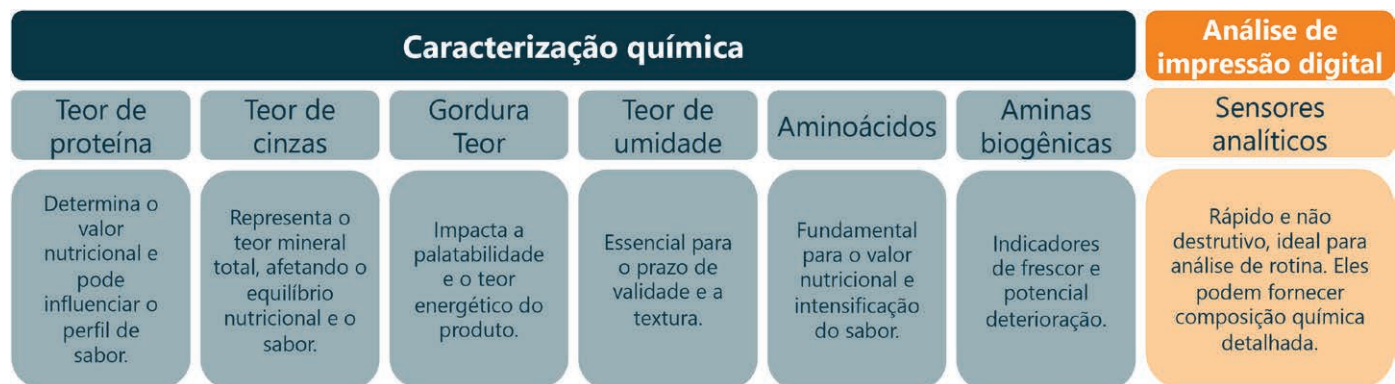 Caracterização química
Análise de
impressão digital
Teor de
proteína
Teor de
cinzas
Gordura
Teor
Teor de
umidade
Aminoácidos
Aminas
biogênicas
Sensores
analíticos
Determina o
valor
nutricional e
pode
influenciar o
perfil de
sabor.
Representa o
teor mineral
total, afetando o
equilíbrio
nutricional e o
sabor.
Impacta a
palatabilidade
e o teor
energético do
produto.
Essencial para
o prazo de
validade e a
textura.
Fundamental
para o valor
nutricional e
intensificação
do sabor.
Indicadores
de frescor e
potencial
deterioração.
Rápido e não
destrutivo, ideal para
análise de rotina. Eles
podem fornecer
composição química
detalhada.